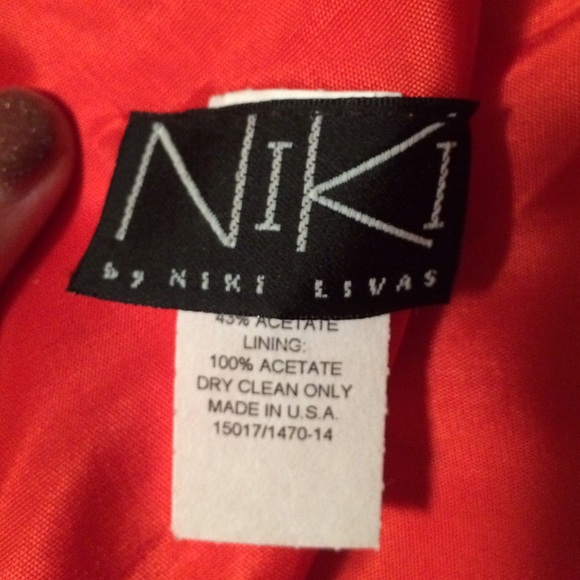 NIKI
by NIKI LIVAS
43% ACETATE
LINING:
100% ACETATE
DRY CLEAN ONLY
MADE IN U.S.A.
15017/1470-14